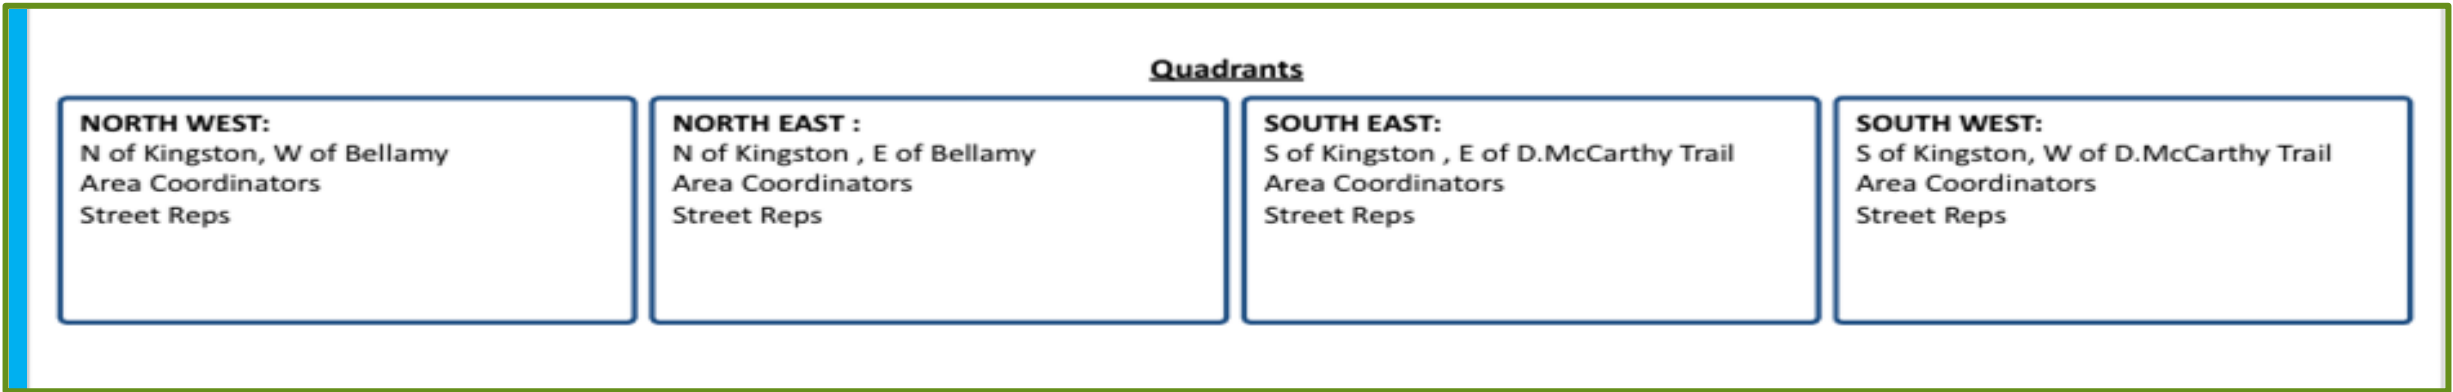 Quadrants
NORTH WEST:
N of Kingston, W of Bellamy
Area Coordinators
Street Reps
NORTH EAST :
N of Kingston , E of Bellamy
Area Coordinators
Street Reps
SOUTH EAST:
S of Kingston , E of D.McCarthy Trail
Area Coordinators
Street Reps
SOUTH WEST:
S of Kingston, W of D.McCarthy Trail
Area Coordinators
Street Reps